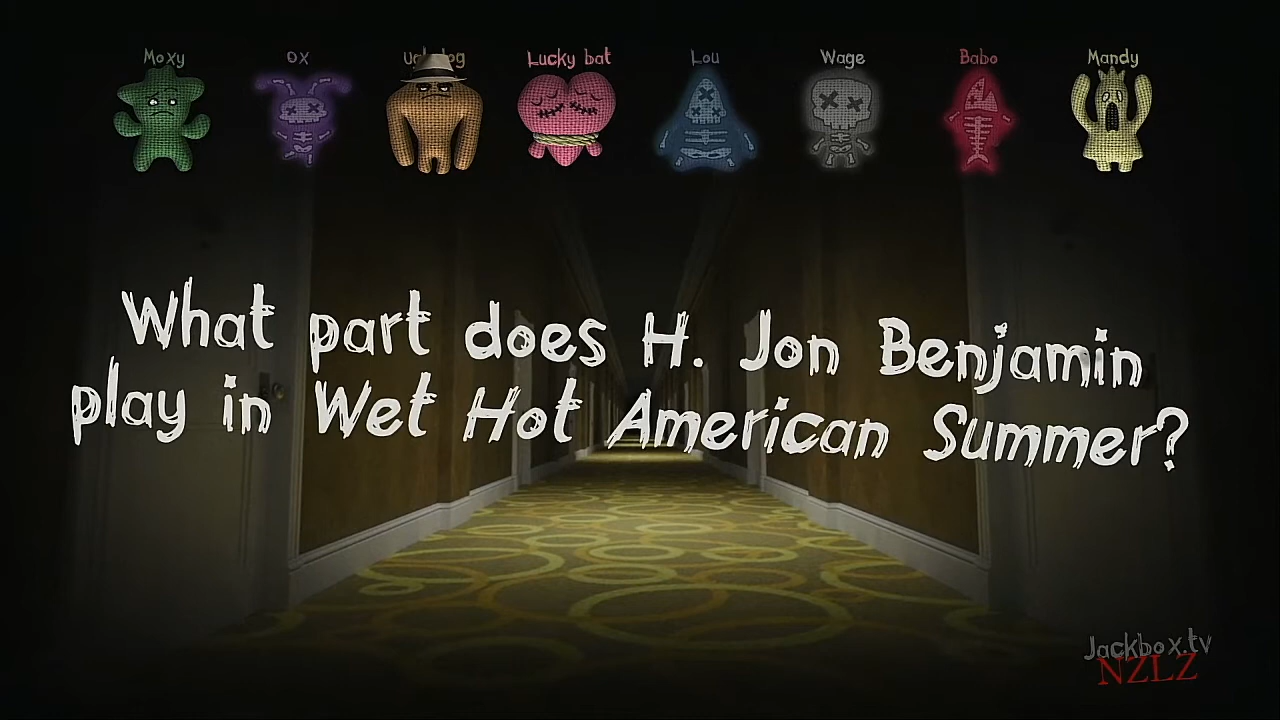 Moxy
Ox
Lucky bat
Lou
Wage
Babo
Mandy
What part does H. Jon Benjamin
play in Wet Hot American Summer?
Jackbox.tv
NZLZ